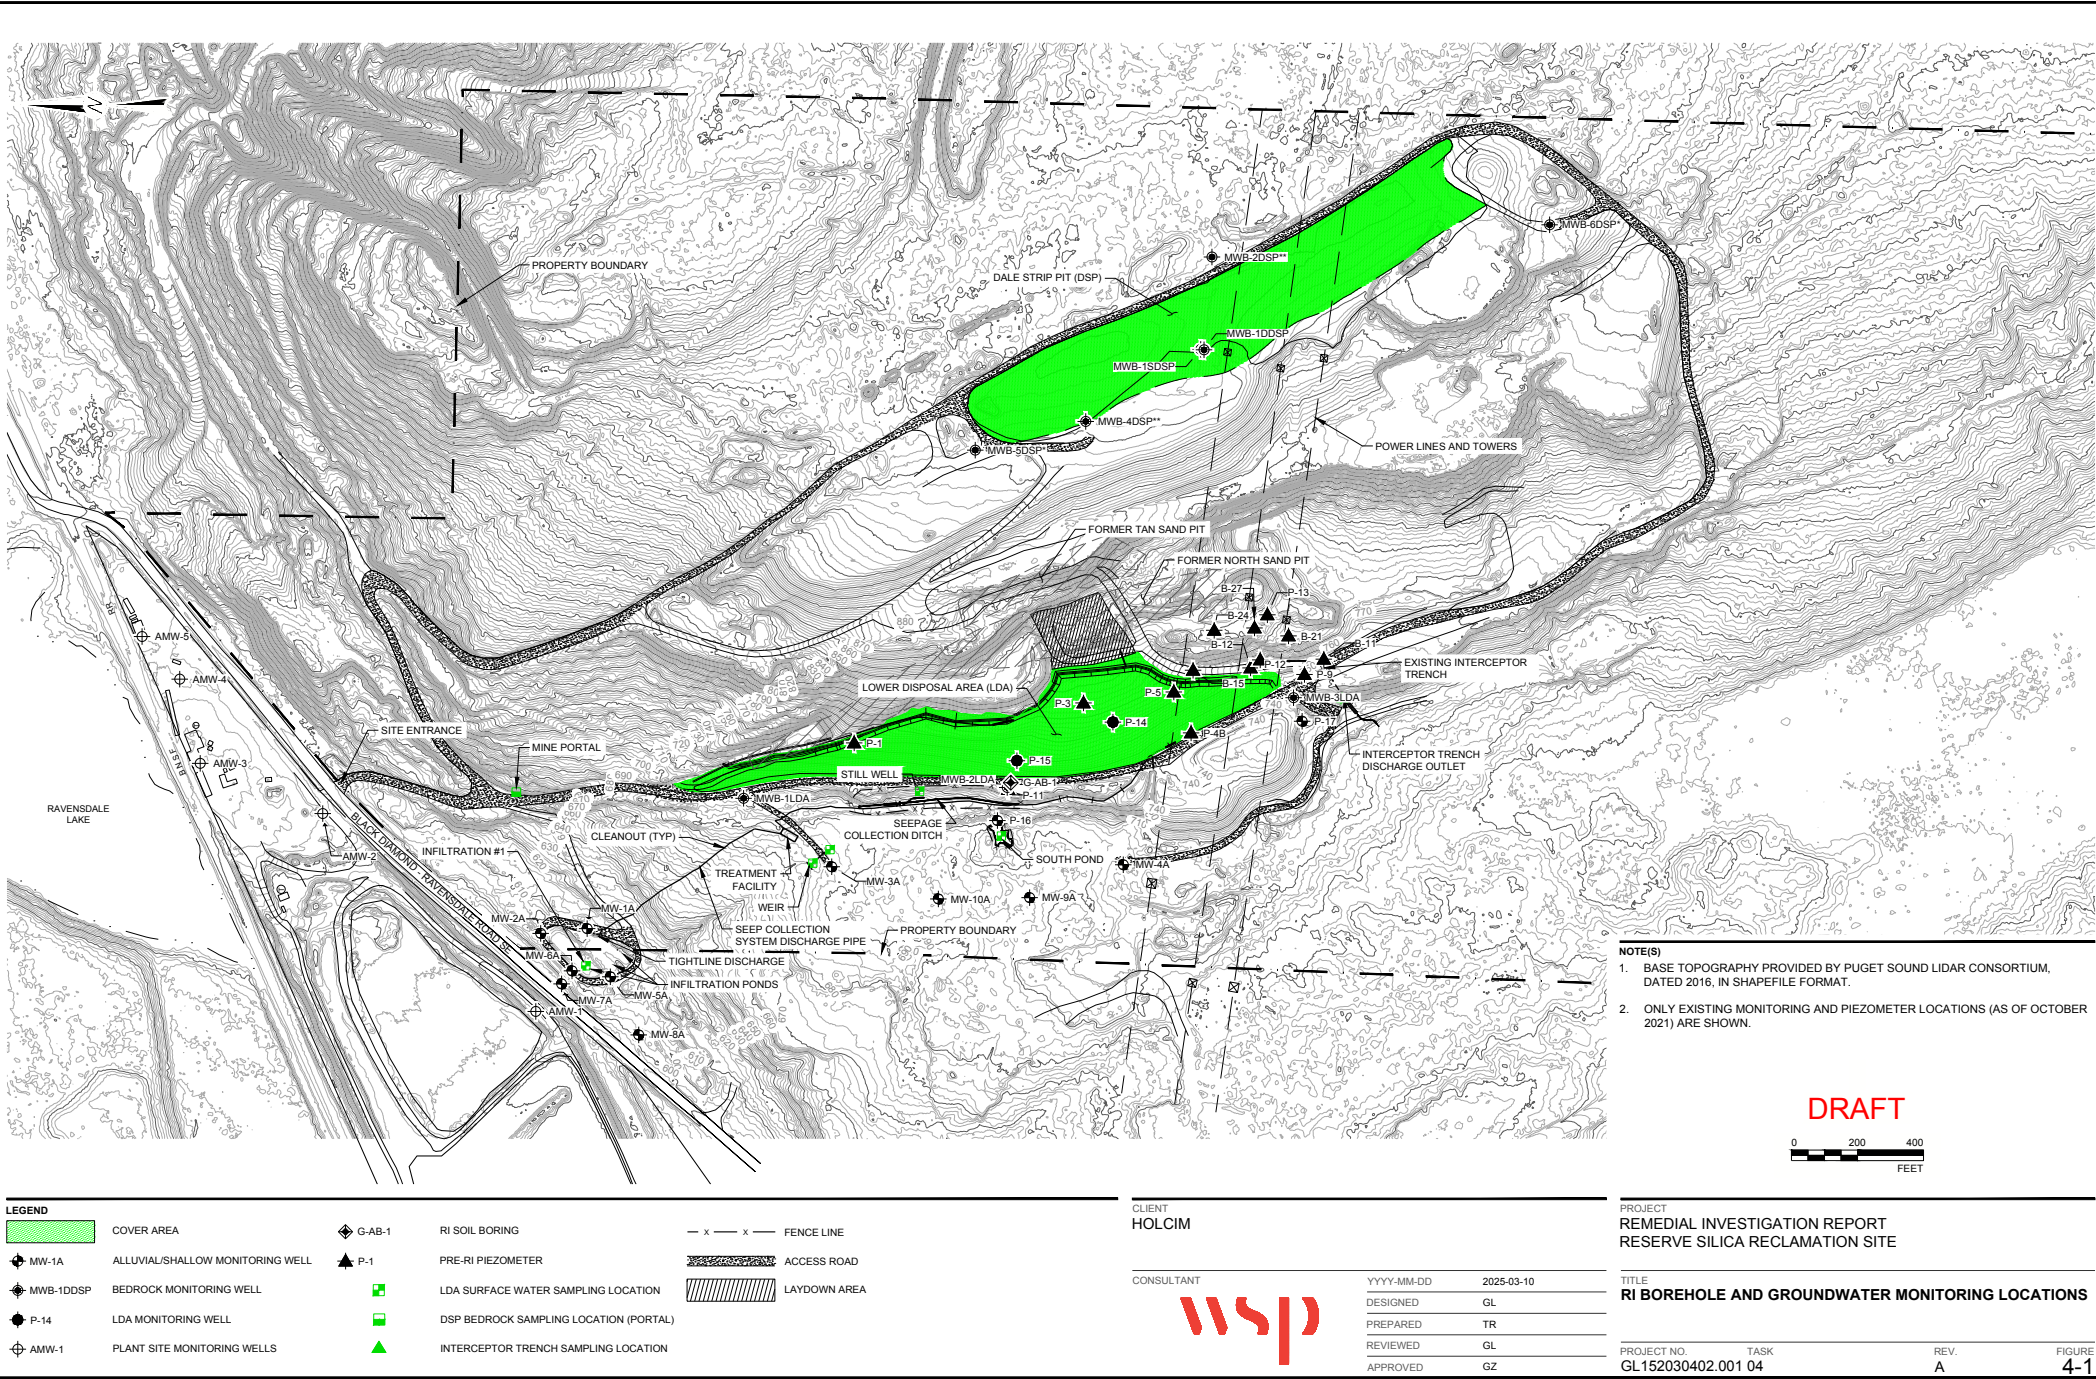 PROPERTY BOUNDARY
MWB-6DSP*
MWB-2DSP**
DALE STRIP PIT (DSP)
MWB-1DDSP
MWB-1SDSP
MWB-4DSP**
MWB-5DSP*
POWER LINES AND TOWERS
FORMER TAN SAND PIT
FORMER NORTH SAND PIT
B-27
P-13
B-24
B-21
B-12
B-11
P-12
EXISTING INTERCEPTOR
TRENCH
P-9
B-15
MWB-3LDA
P-17
P-5
P-3
P-14
P-4B
INTERCEPTOR TRENCH
DISCHARGE OUTLET
LOWER DISPOSAL AREA (LDA)
P-1
P-15
STILL WELL
MWB-2LDA
G-AB-1
P-11
MWB-1LDA
SEEPAGE
COLLECTION DITCH
P-16
SOUTH POND
MW-4A
CLEANOUT (TYP)
TREATMENT
FACILITY
MW-3A
WEIR
MW-10A
MW-9A
SEEP COLLECTION
SYSTEM DISCHARGE PIPE
PROPERTY BOUNDARY
TIGHTLINE DISCHARGE
INFILTRATION PONDS
MW-1A
MW-2A
MW-6A
MW-5A
MW-7A
AMW-1
MW-8A
INFILTRATION #1
MINE PORTAL
SITE ENTRANCE
AMW-5
AMW-4
AMW-3
AMW-2
RAVENSDALE
LAKE
BNSF RR
BLACK DIAMOND - RAVENSDALE ROAD SE
880
770
740
740
740
740
720
700
690
670
630
NOTE(S)
1. BASE TOPOGRAPHY PROVIDED BY PUGET SOUND LIDAR CONSORTIUM,
DATED 2016, IN SHAPEFILE FORMAT.
2. ONLY EXISTING MONITORING AND PIEZOMETER LOCATIONS (AS OF OCTOBER
2021) ARE SHOWN.
DRAFT
0 200 400
FEET
LEGEND
COVER AREA
MW-1A ALLUVIAL/SHALLOW MONITORING WELL
MWB-1DDSP BEDROCK MONITORING WELL
P-14 LDA MONITORING WELL
AMW-1 PLANT SITE MONITORING WELLS
G-AB-1 RI SOIL BORING
P-1 PRE-RI PIEZOMETER
LDA SURFACE WATER SAMPLING LOCATION
DSP BEDROCK SAMPLING LOCATION (PORTAL)
INTERCEPTOR TRENCH SAMPLING LOCATION
x x FENCE LINE
ACCESS ROAD
LAYDOWN AREA
CLIENT
HOLCIM
CONSULTANT
wsp
YYYY-MM-DD 2025-03-10
DESIGNED GL
PREPARED TR
REVIEWED GL
APPROVED GZ
PROJECT
REMEDIAL INVESTIGATION REPORT
RESERVE SILICA RECLAMATION SITE
TITLE
RI BOREHOLE AND GROUNDWATER MONITORING LOCATIONS
PROJECT NO. TASK REV. FIGURE
GL152030402.001 04 A 4-1